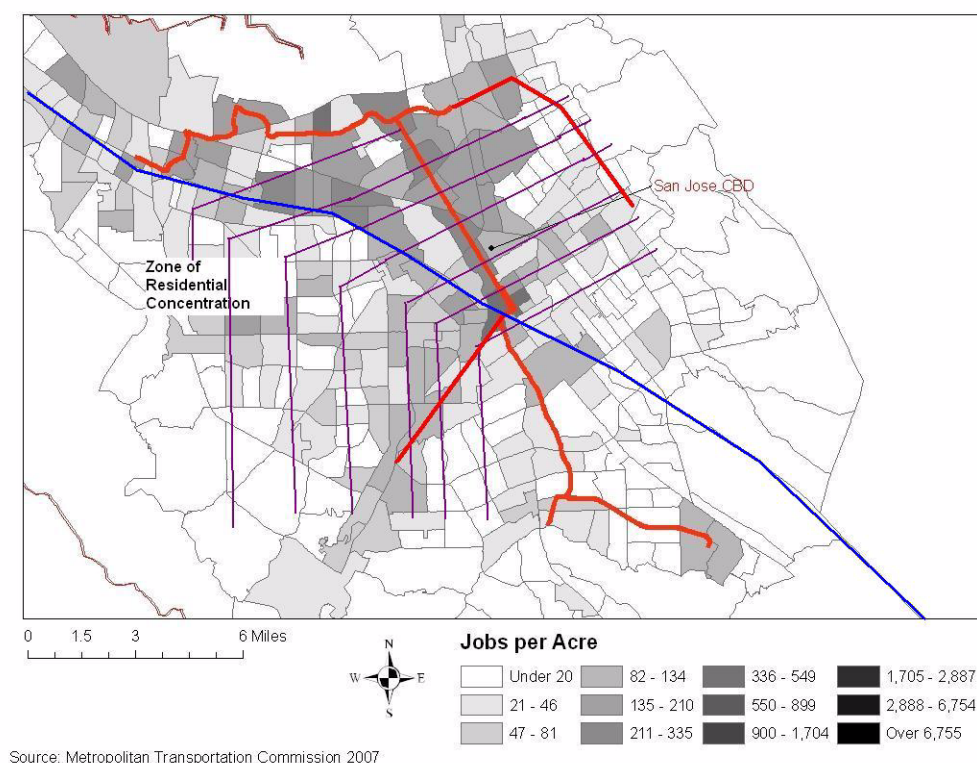 San Jose CBD
Zone of
Residential
Concentration
0 1.5 3 6 Miles
N
W E
S
Jobs per Acre
Under 20 82 - 134 336 - 549 1,705 - 2,887
21 - 46 135 - 210 550 - 899 2,888 - 6,754
47 - 81 211 - 335 900 - 1,704 Over 6,755
Source: Metropolitan Transportation Commission 2007